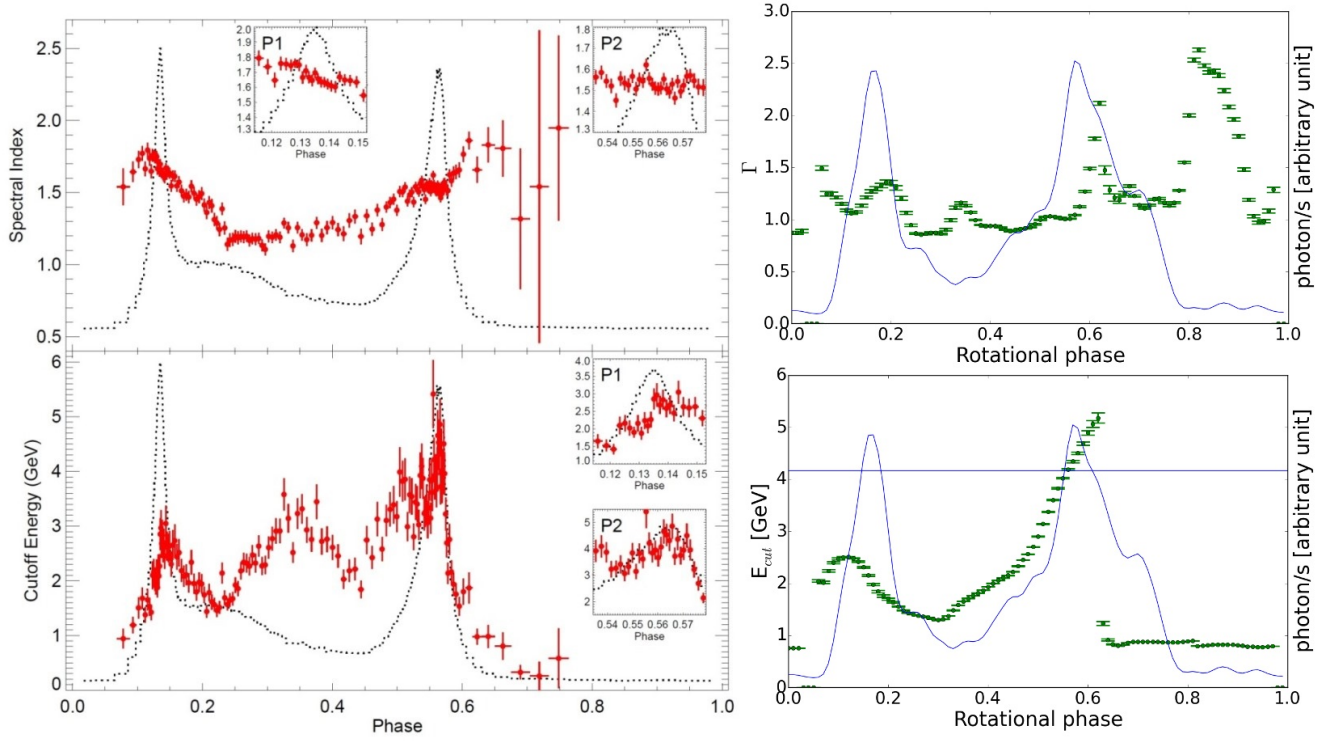 Spectral Index
2.5
2.0
1.5
1.0
0.5
P1
2.0
1.9
1.8
1.7
1.6
1.5
1.4
1.3
0.12 0.13 0.14 0.15
Phase
P2
1.8
1.7
1.6
1.5
1.4
1.3
0.54 0.55 0.56 0.57
Phase
Cutoff Energy (GeV)
6
5
4
3
2
1
0
P1
4.0
3.5
3.0
2.5
2.0
1.5
1.0
0.12 0.13 0.14 0.15
Phase
P2
5
4
3
2
0.54 0.55 0.56 0.57
Phase
0.0 0.2 0.4 0.6 0.8 1.0
Phase
Γ
3.0
2.5
2.0
1.5
1.0
0.5
0.0
0.0 0.2 0.4 0.6 0.8 1.0
Rotational phase
photon/s [arbitrary unit]
E_cut [GeV]
6
5
4
3
2
1
0
0.0 0.2 0.4 0.6 0.8 1.0
Rotational phase
photon/s [arbitrary unit]